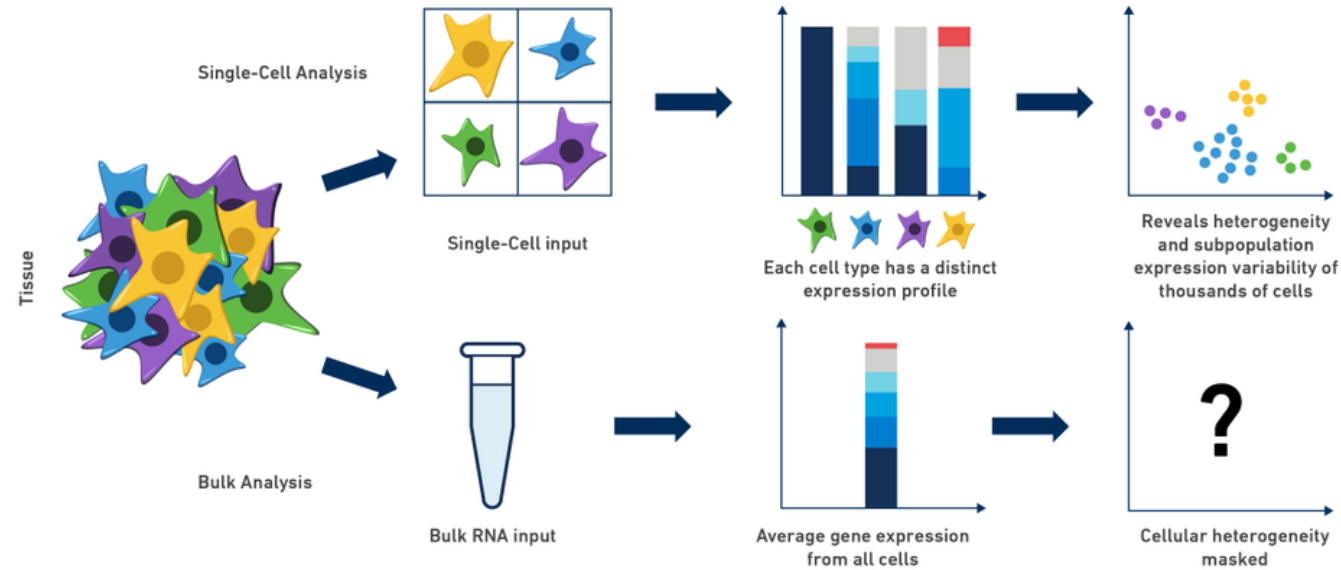 Single-Cell Analysis
Single-Cell input
Each cell type has a distinct
expression profile
Reveals heterogeneity
and subpopulation
expression variability of
thousands of cells
Tissue
Bulk Analysis
Bulk RNA input
Average gene expression
from all cells
?
Cellular heterogeneity
masked